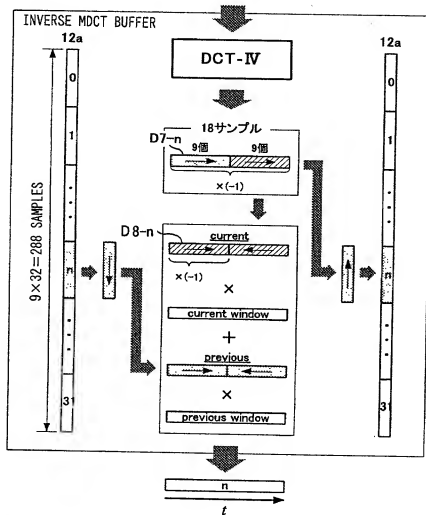 INVERSE MDCT BUFFER
12a
12a
DCT-IV
0
0
18サンプル
D7-n
9個
9個
1
1
×(-1)
D8-n
current
9×32=288 SAMPLES
n
n
×(-1)
×
current window
+
previous
×
31
31
previous window
n
t